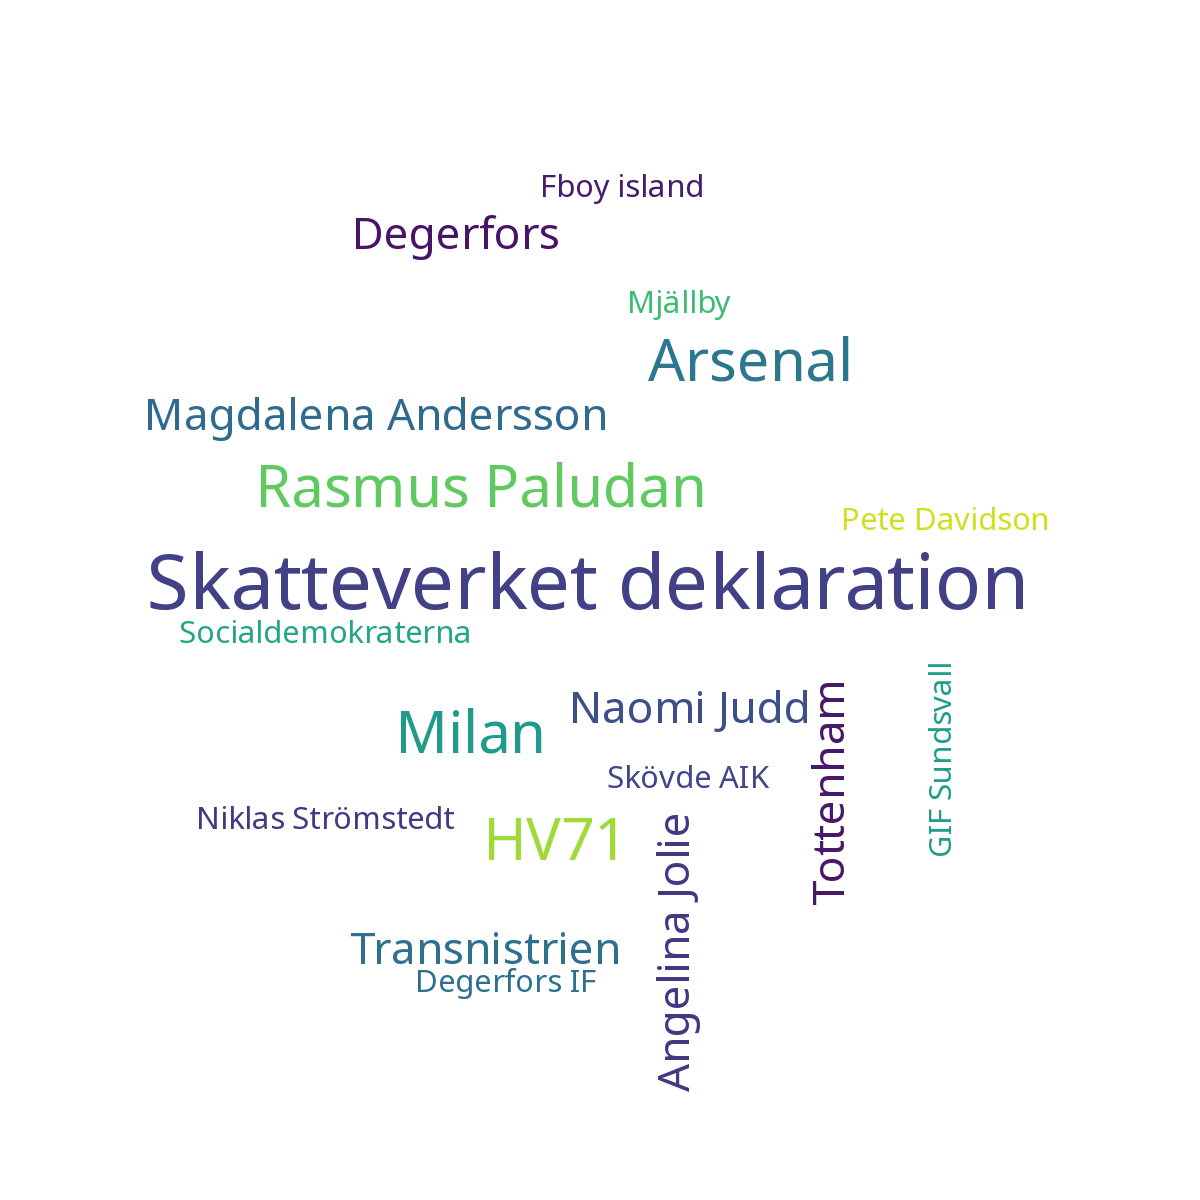 Fboy island
Degerfors
Mjällby
Arsenal
Magdalena Andersson
Rasmus Paludan
Pete Davidson
Skatteverket deklaration
Socialdemokraterna
GIF Sundsvall
Naomi Judd
Tottenham
Milan
Skövde AIK
Niklas Strömstedt
HV71
Angelina Jolie
Transnistrien
Degerfors IF